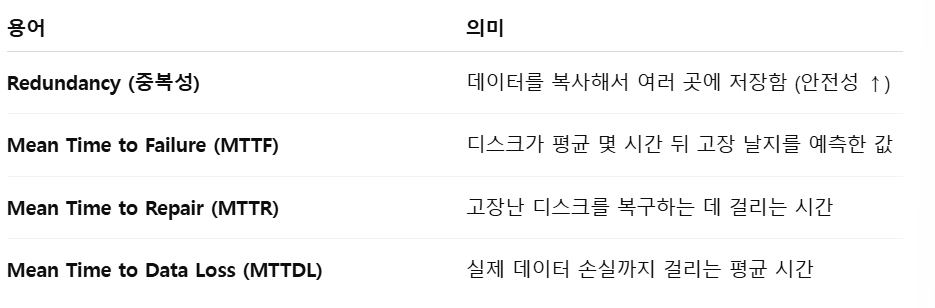 용어 의미
Redundancy (중복성) 데이터를 복사해서 여러 곳에 저장함 (안전성 ↑)
Mean Time to Failure (MTTF) 디스크가 평균 몇 시간 뒤 고장 날지를 예측한 값
Mean Time to Repair (MTTR) 고장난 디스크를 복구하는 데 걸리는 시간
Mean Time to Data Loss (MTTDL) 실제 데이터 손실까지 걸리는 평균 시간